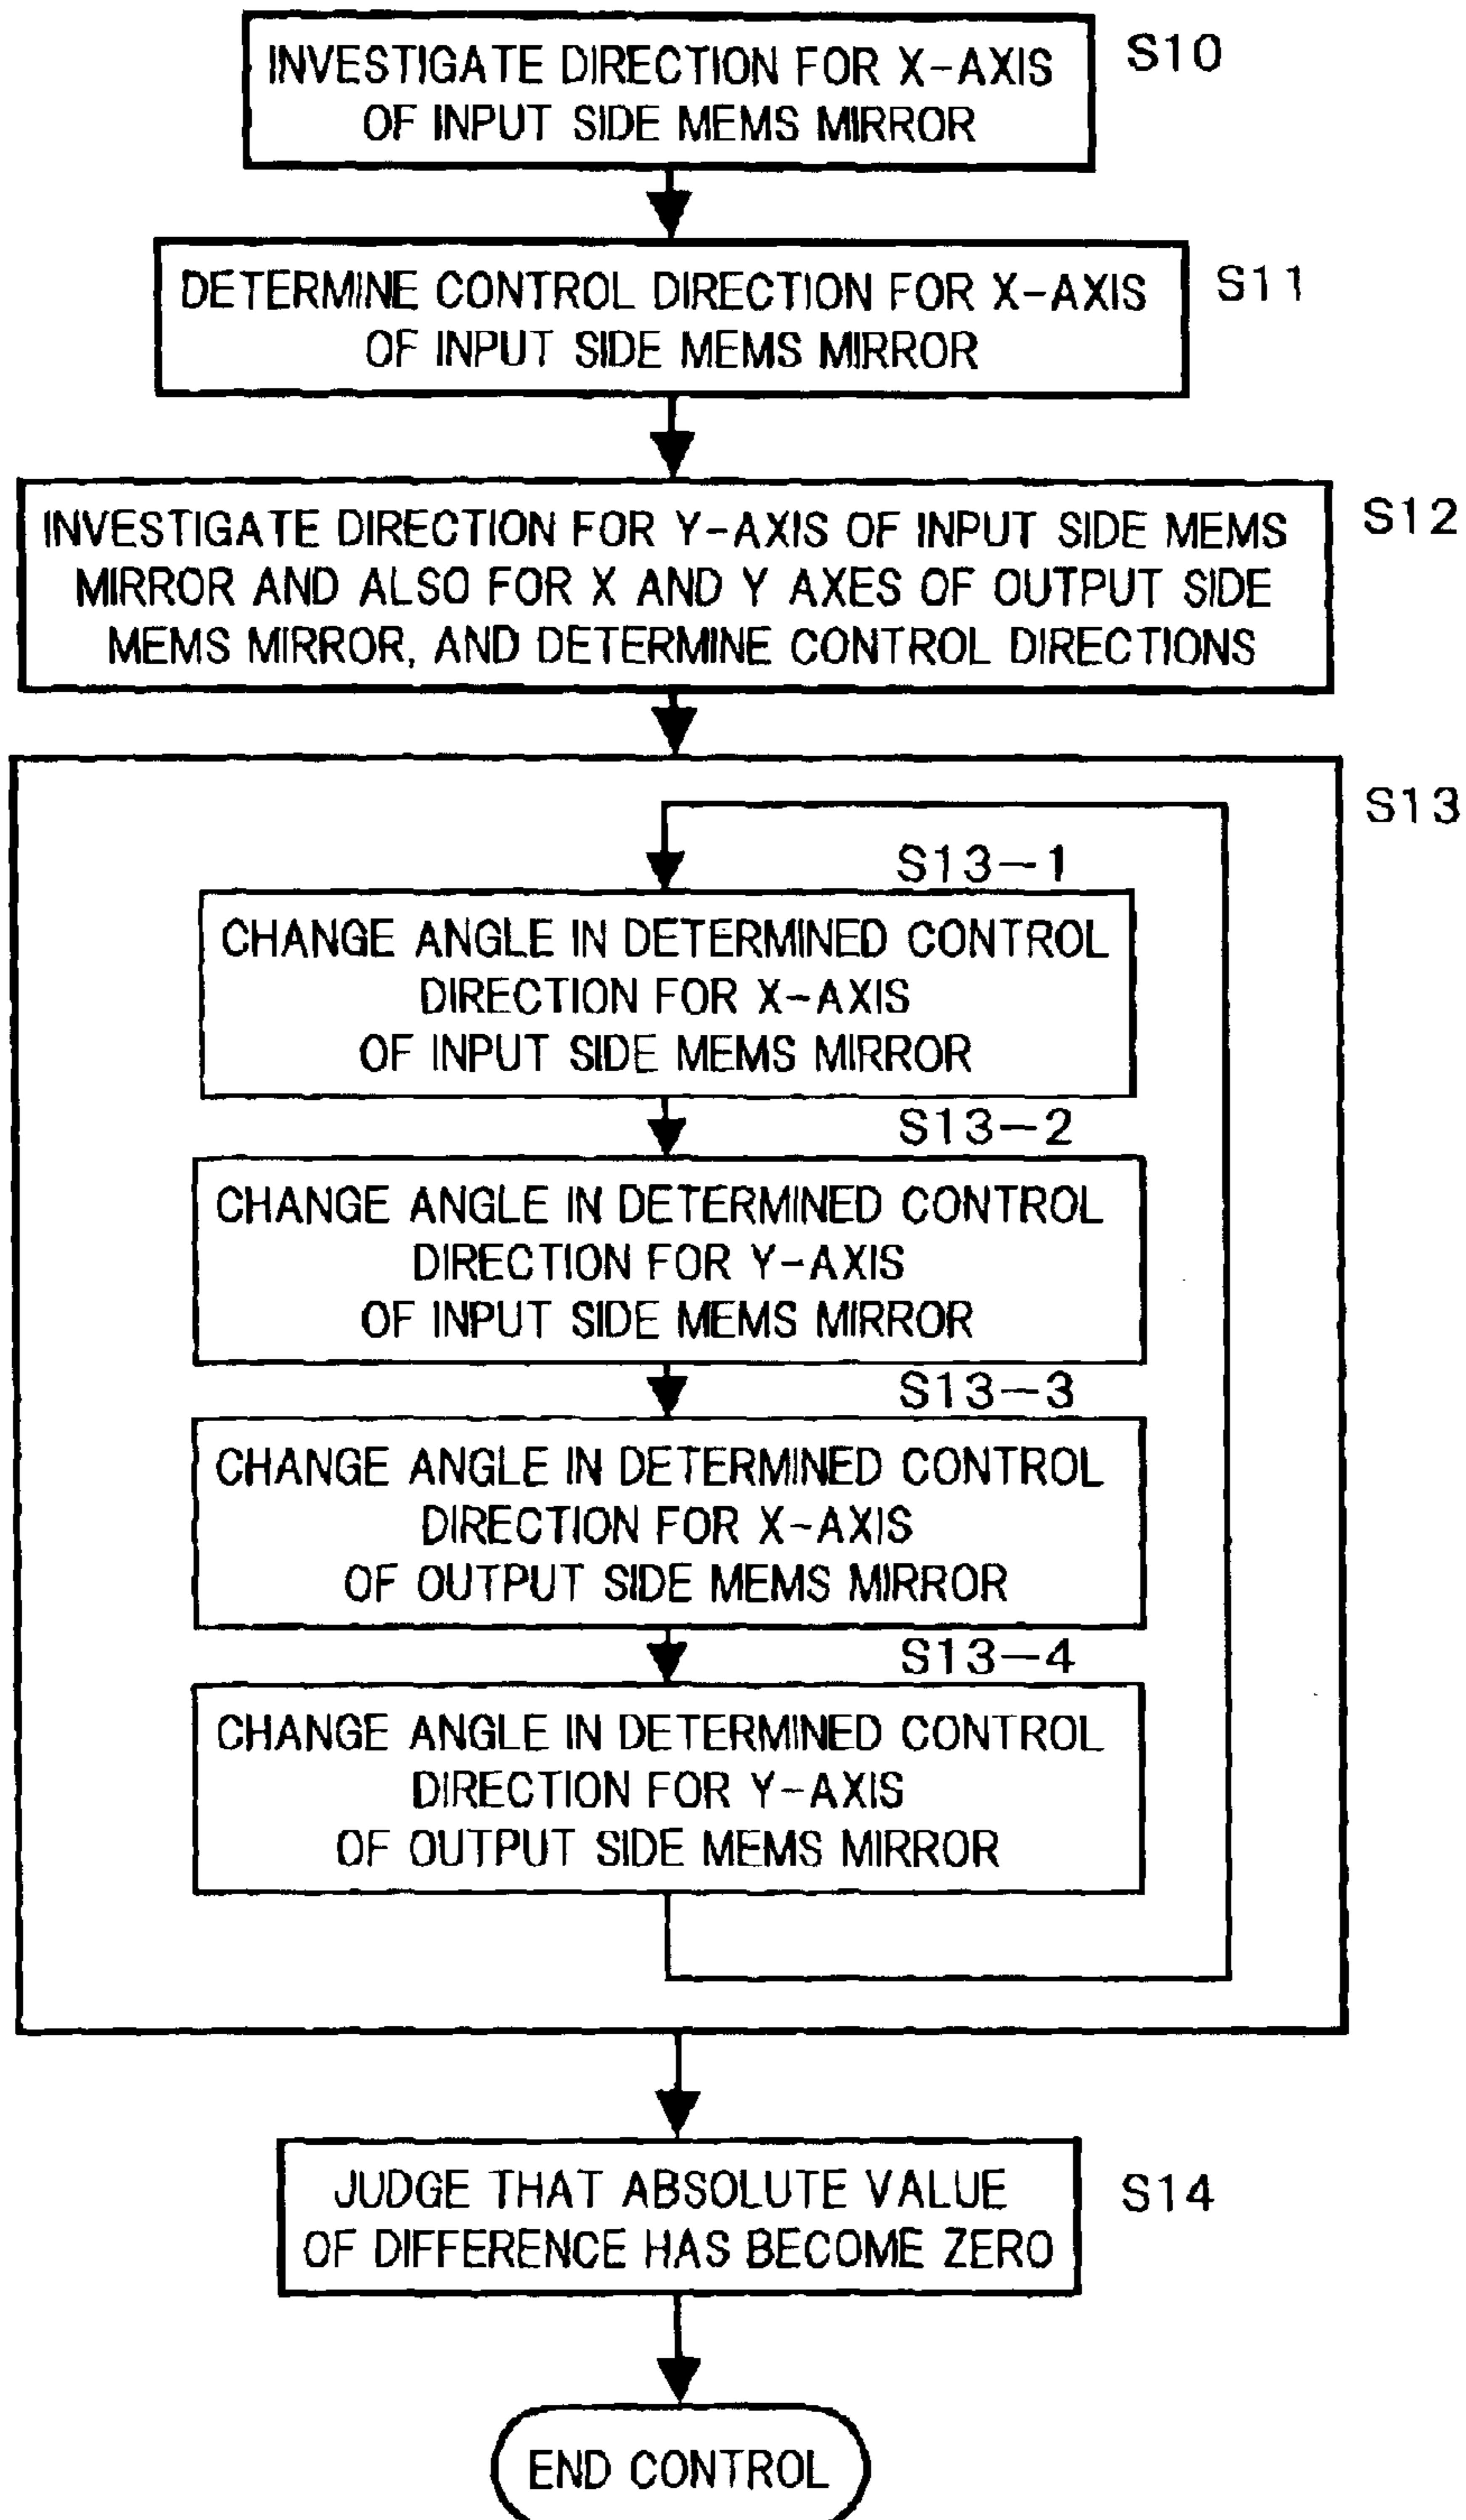 INVESTIGATE DIRECTION FOR X-AXIS
OF INPUT SIDE MEMS MIRROR
S10
DETERMINE CONTROL DIRECTION FOR X-AXIS
OF INPUT SIDE MEMS MIRROR
S11
INVESTIGATE DIRECTION FOR Y-AXIS OF INPUT SIDE MEMS
MIRROR AND ALSO FOR X AND Y AXES OF OUTPUT SIDE
MEMS MIRROR, AND DETERMINE CONTROL DIRECTIONS
S12
S13
S13-1
CHANGE ANGLE IN DETERMINED CONTROL
DIRECTION FOR X-AXIS
OF INPUT SIDE MEMS MIRROR
S13-2
CHANGE ANGLE IN DETERMINED CONTROL
DIRECTION FOR Y-AXIS
OF INPUT SIDE MEMS MIRROR
S13-3
CHANGE ANGLE IN DETERMINED CONTROL
DIRECTION FOR X-AXIS
OF OUTPUT SIDE MEMS MIRROR
S13-4
CHANGE ANGLE IN DETERMINED CONTROL
DIRECTION FOR Y-AXIS
OF OUTPUT SIDE MEMS MIRROR
JUDGE THAT ABSOLUTE VALUE
OF DIFFERENCE HAS BECOME ZERO
S14
END CONTROL